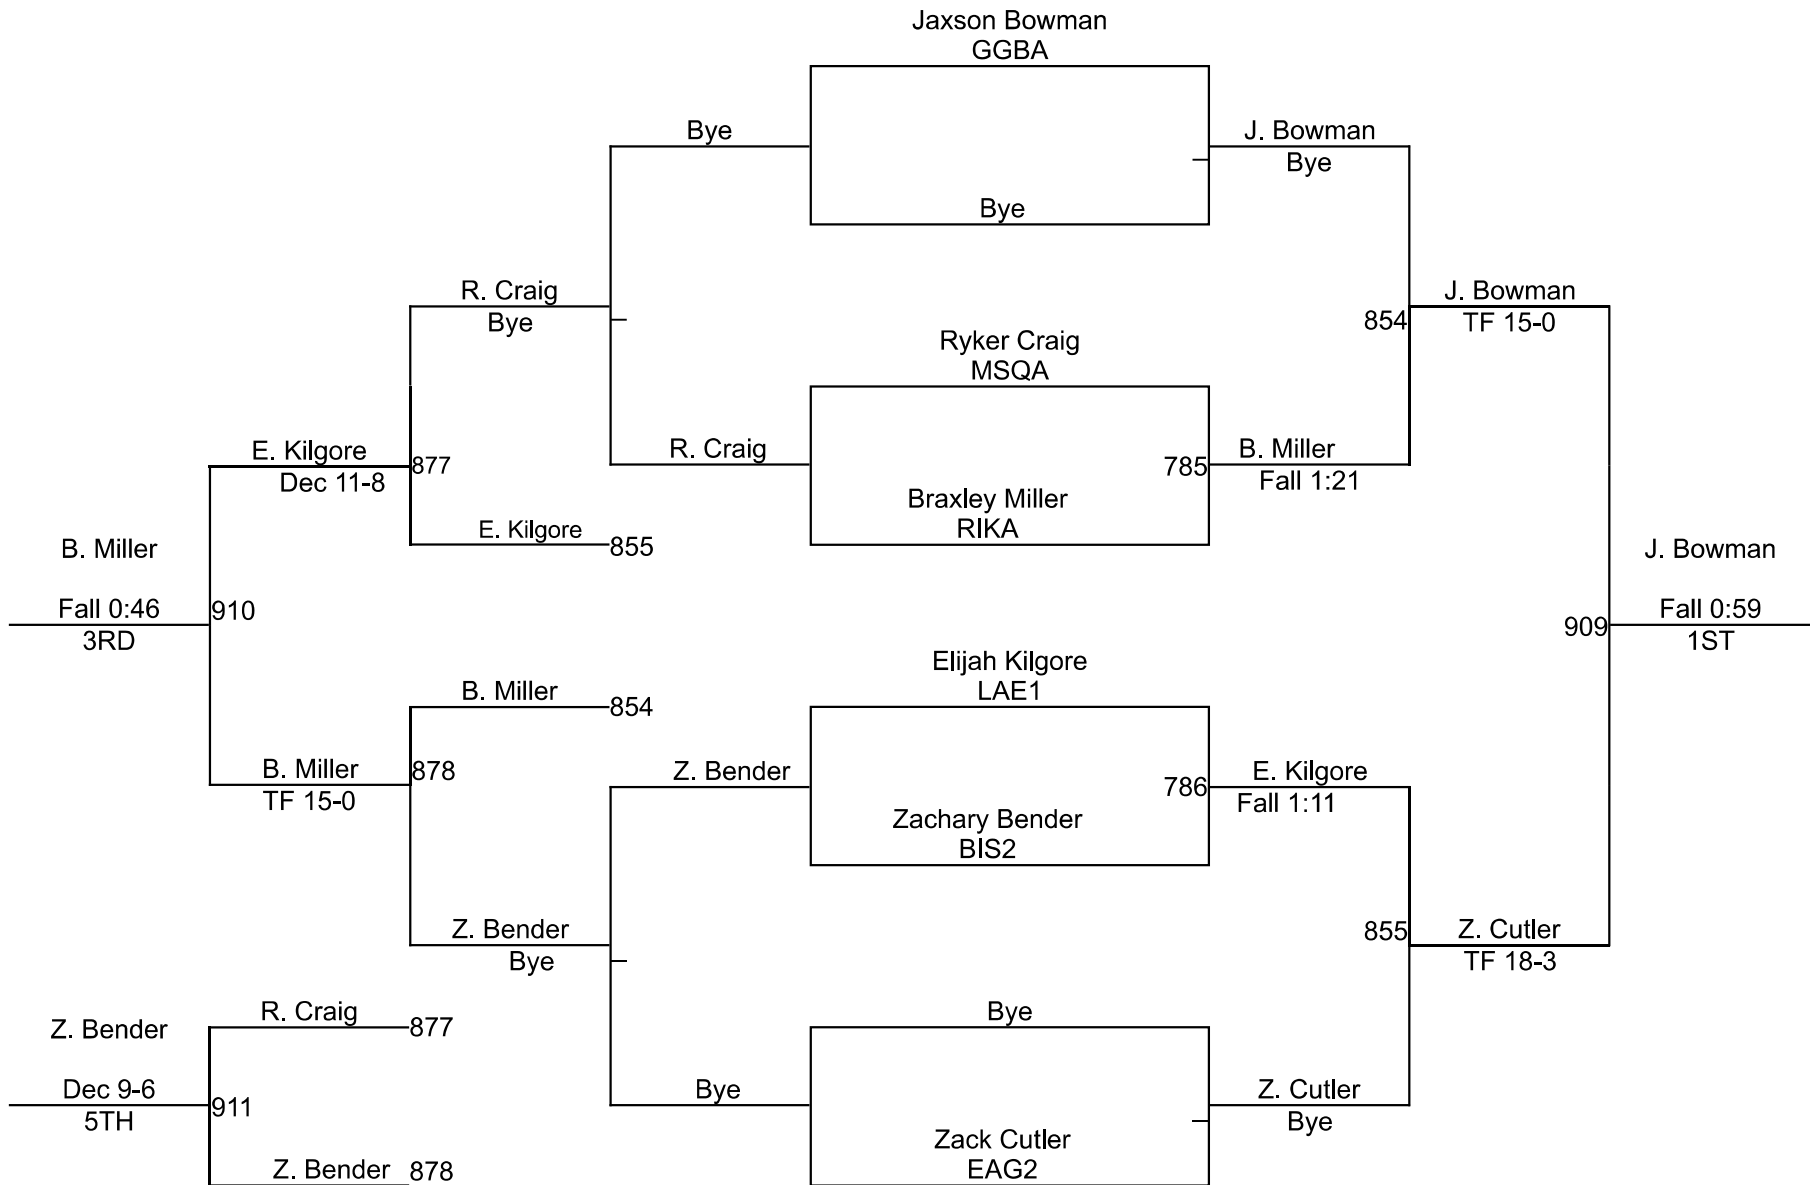 Jaxson Bowman
GGBA
Bye
J. Bowman
Bye
Bye
R. Craig
Bye
J. Bowman
854
TF 15-0
Ryker Craig
MSQA
E. Kilgore
877
Dec 11-8
R. Craig
785
B. Miller
Fall 1:21
Braxley Miller
RIKA
E. Kilgore
855
B. Miller
J. Bowman
Fall 0:46
910
3RD
909
Fall 0:59
1ST
Elijah Kilgore
LAE1
B. Miller
854
B. Miller
878
TF 15-0
Z. Bender
786
E. Kilgore
Fall 1:11
Zachary Bender
BIS2
Z. Bender
Bye
855
Z. Cutler
TF 18-3
R. Craig
877
Bye
Z. Bender
Dec 9-6
911
5TH
Bye
Z. Cutler
Bye
Zack Cutler
EAG2
Z. Bender
878